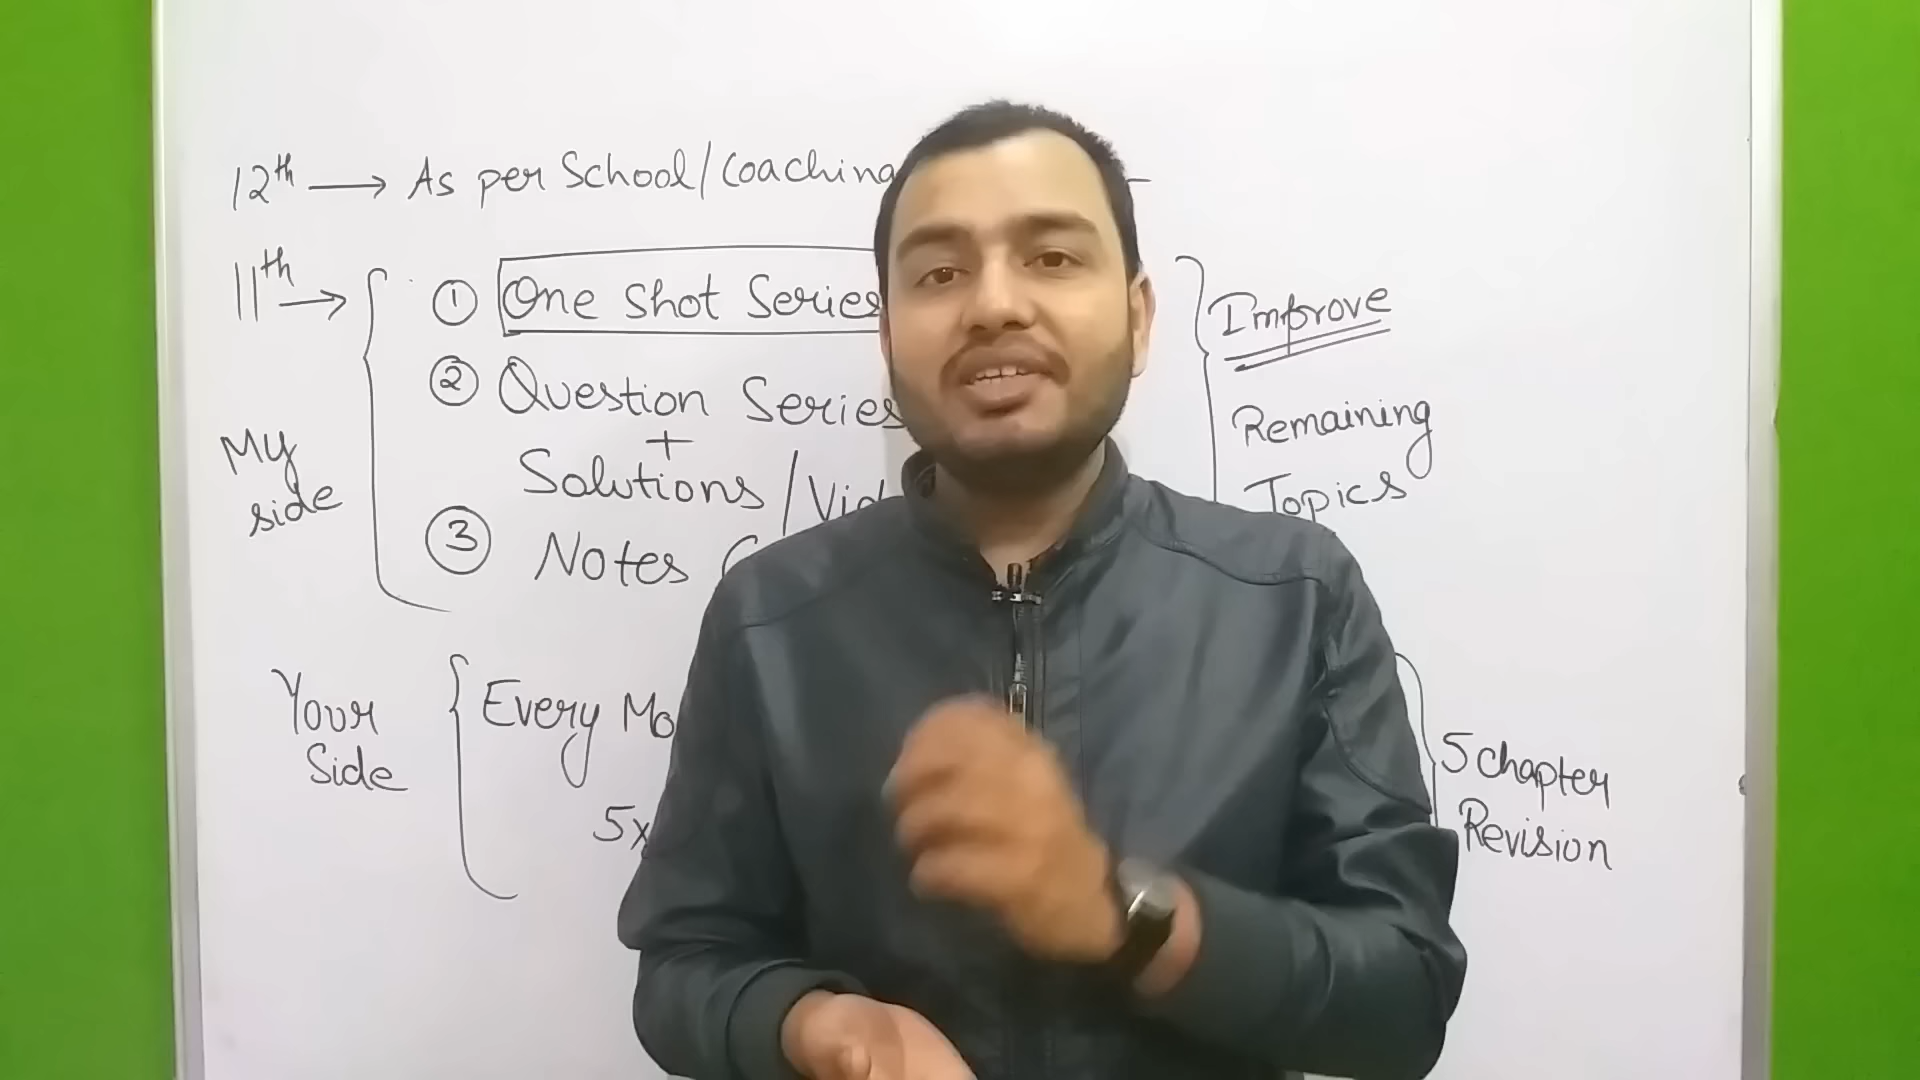 12th → As per School/Coaching
11th →
① One Shot Series
② Question Series
+
Solutions /
③ Notes
My
side
Improve
Remaining
Topics
Your
Side
Every
5x
5 chapter
Revision